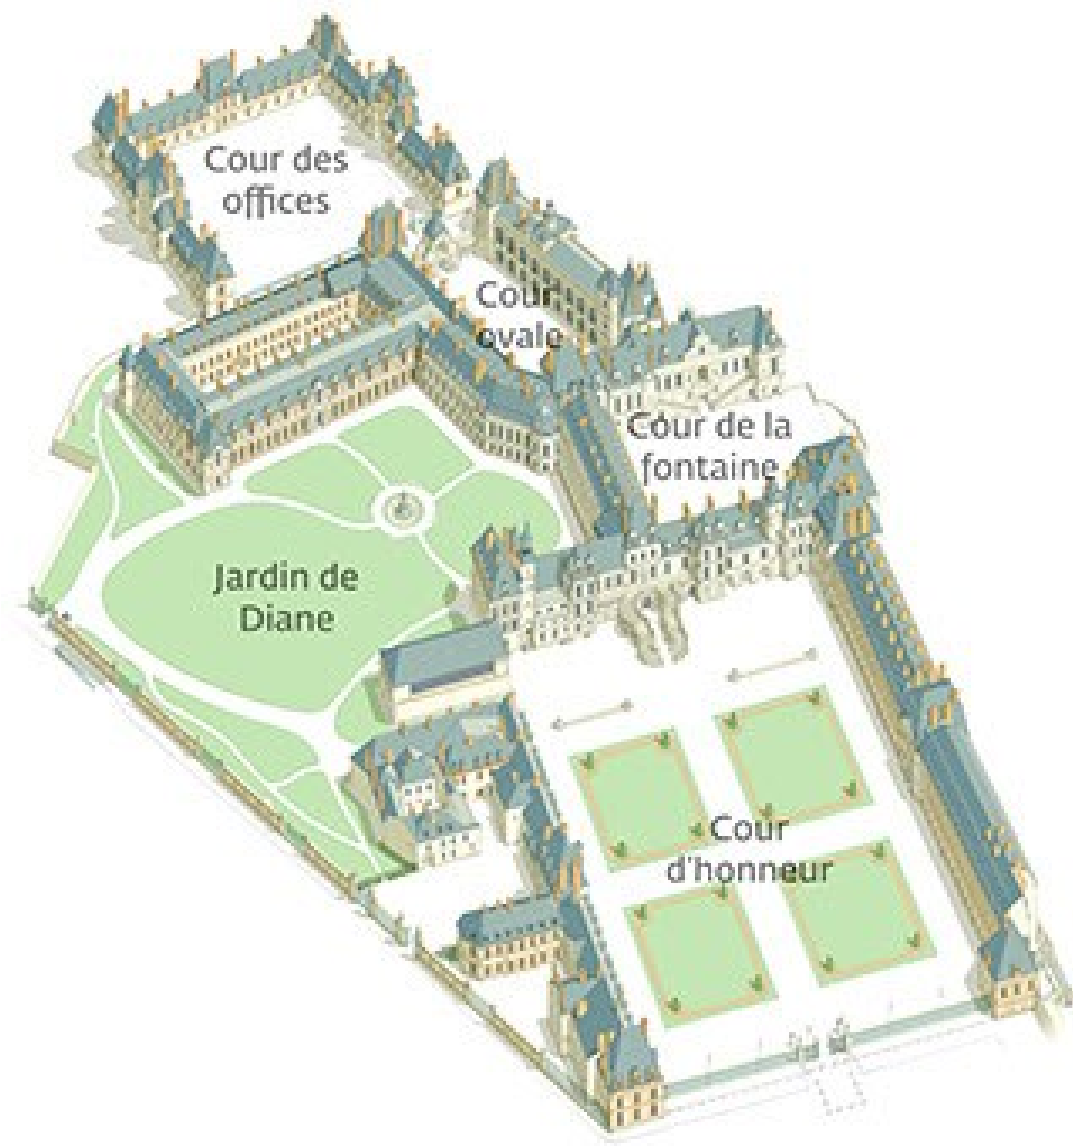 Cour des
offices
Cour
ovale
Cour de la
fontaine
Jardin de
Diane
Cour
d'honneur